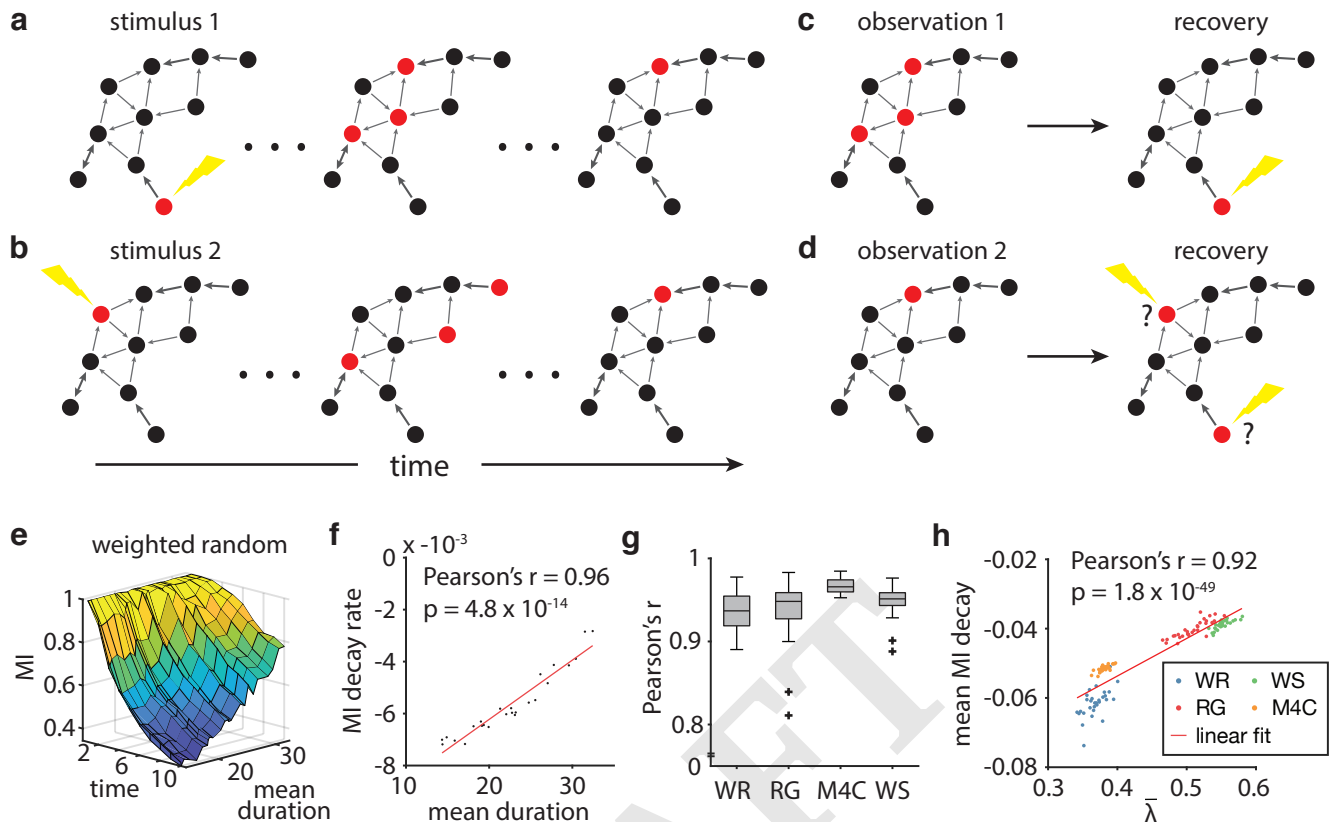 a stimulus 1
c observation 1 recovery
b stimulus 2
d observation 2 recovery
? ?
time
e weighted random
MI
1
0.8
0.6
0.4
2 6 10
time
20 30
mean duration
f
x -10⁻³
Pearson's r = 0.96
p = 4.8 x 10⁻¹⁴
MI decay rate
0
-2
-4
-6
-8
10 20 30
mean duration
g
Pearson's r
1
0.9
0.8
0
WR RG M4C WS
h
Pearson's r = 0.92
p = 1.8 x 10⁻⁴⁹
mean MI decay
-0.02
-0.04
-0.06
-0.08
WR WS
RG M4C
linear fit
0.3 0.4 0.5 0.6
λ̄